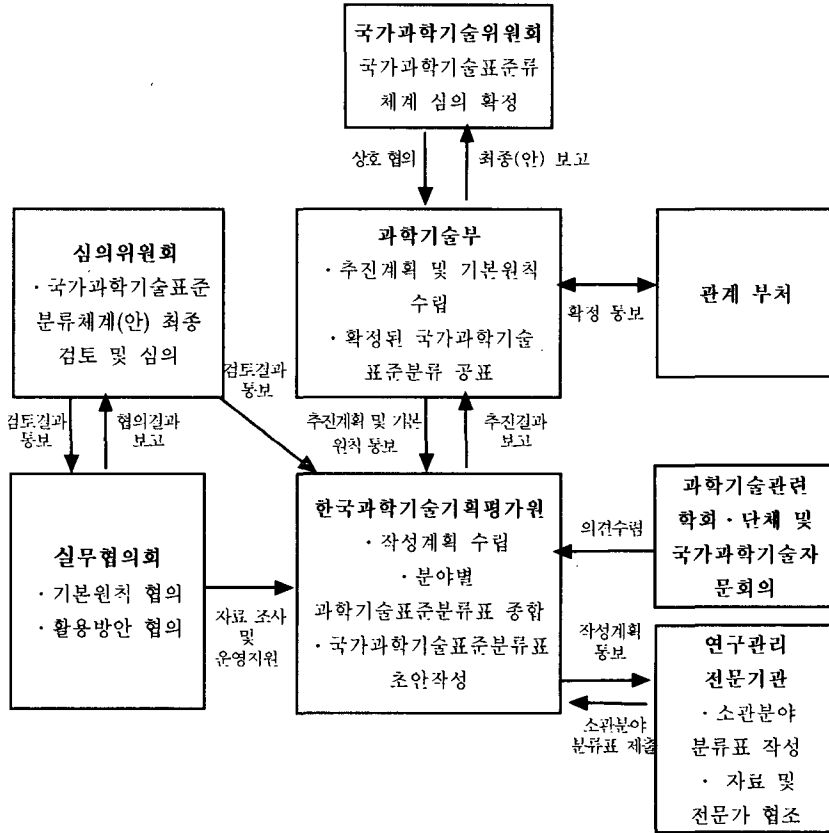 국가과학기술위원회
국가과학기술표준류
체계 심의 확정
상호 협의
최종(안) 보고
심의위원회
· 국가과학기술표준
분류체계(안) 최종
검토 및 심의
과학기술부
· 추진계획 및 기본원칙
수립
· 확정된 국가과학기술
표준분류 공표
확정 통보
관계 부처
검토결과
통보
검토결과
통보
협의결과
보고
추진계획 및 기본
원칙 통보
추진결과
보고
실무협의회
· 기본원칙 협의
· 활용방안 협의
자료 조사
및
운영지원
한국과학기술기획평가원
· 작성계획 수립
· 분야별
과학기술표준분류표 종합
· 국가과학기술표준분류표
초안작성
의견수렴
과학기술관련
학회 · 단체 및
국가과학기술자
문회의
작성계획
통보
소관분야
분류표 제출
연구관리
전문기관
· 소관분야
분류표 작성
· 자료 및
전문가 협조